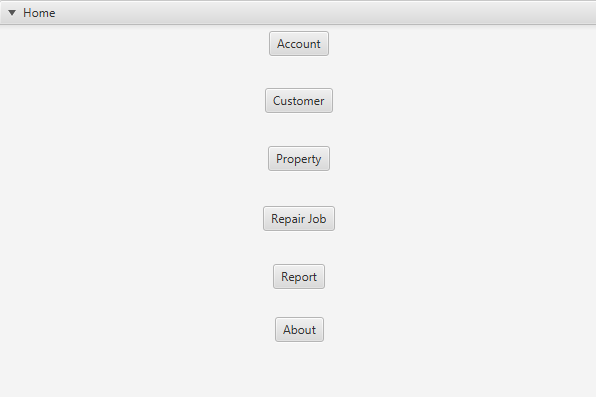 Home
Account
Customer
Property
Repair Job
Report
About